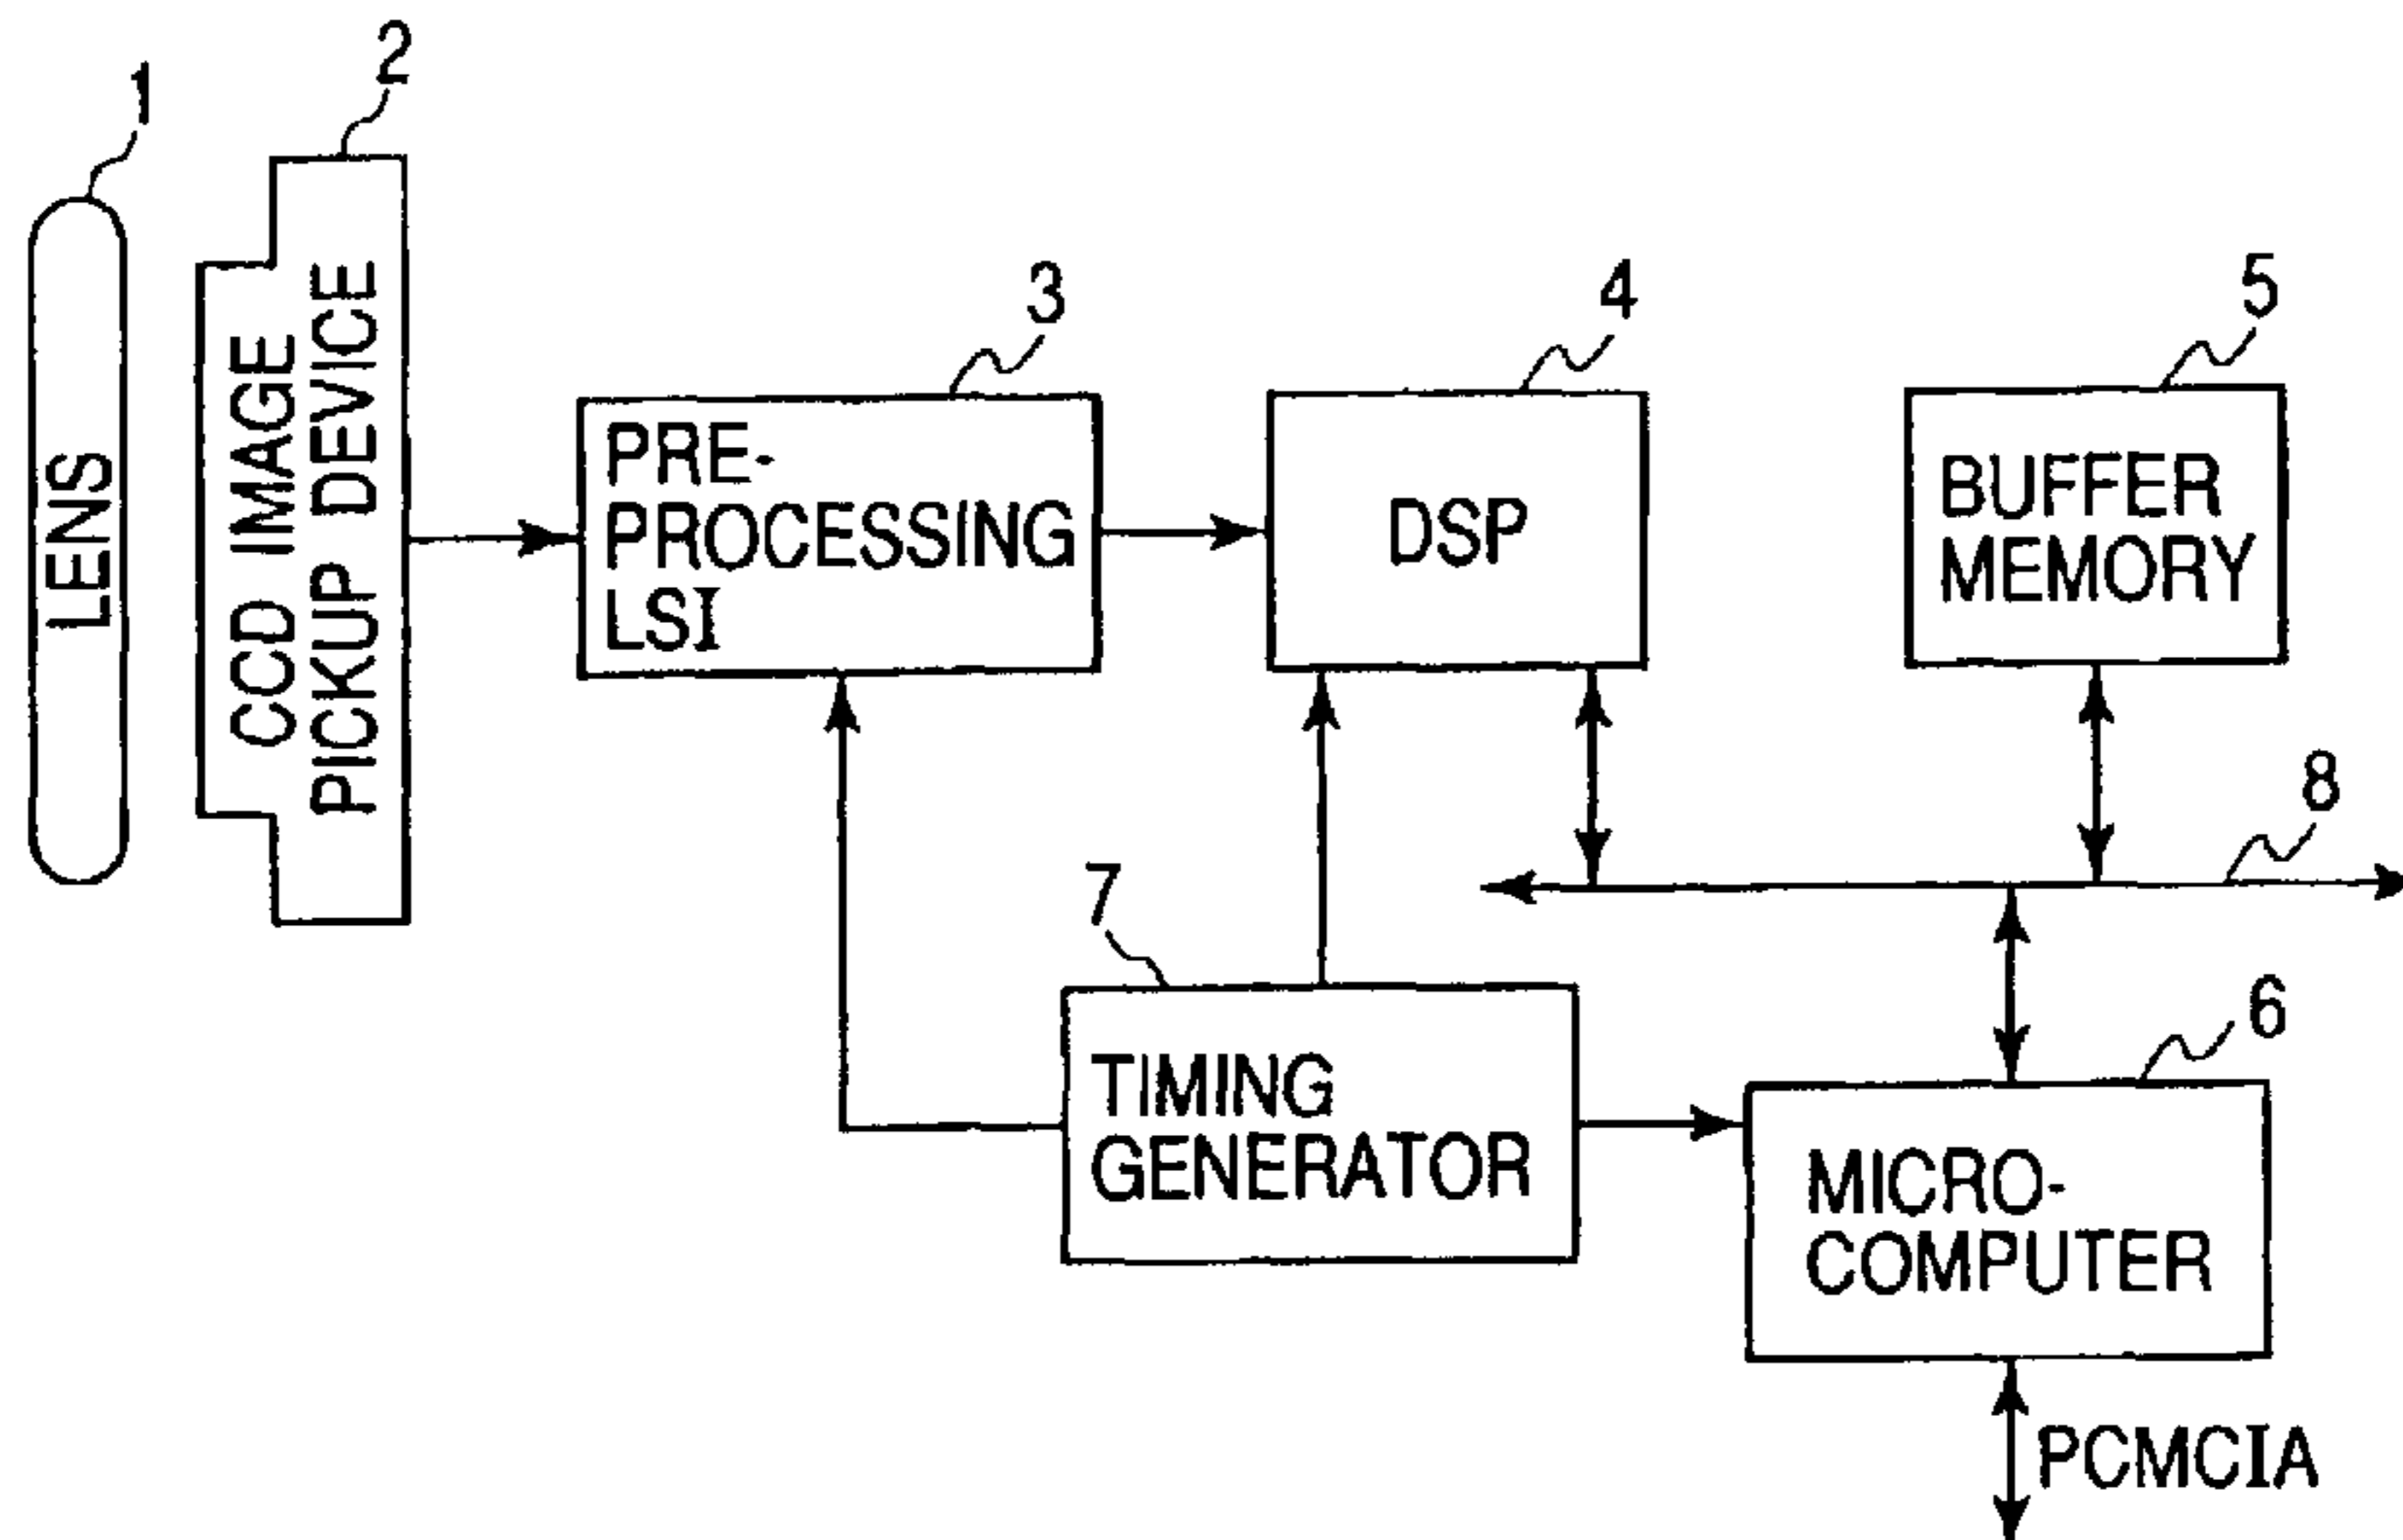 1
LENS
2
CCD IMAGE
PICKUP DEVICE
3
PRE-
PROCESSING
LSI
4
DSP
5
BUFFER
MEMORY
8
7
TIMING
GENERATOR
6
MICRO-
COMPUTER
PCMCIA